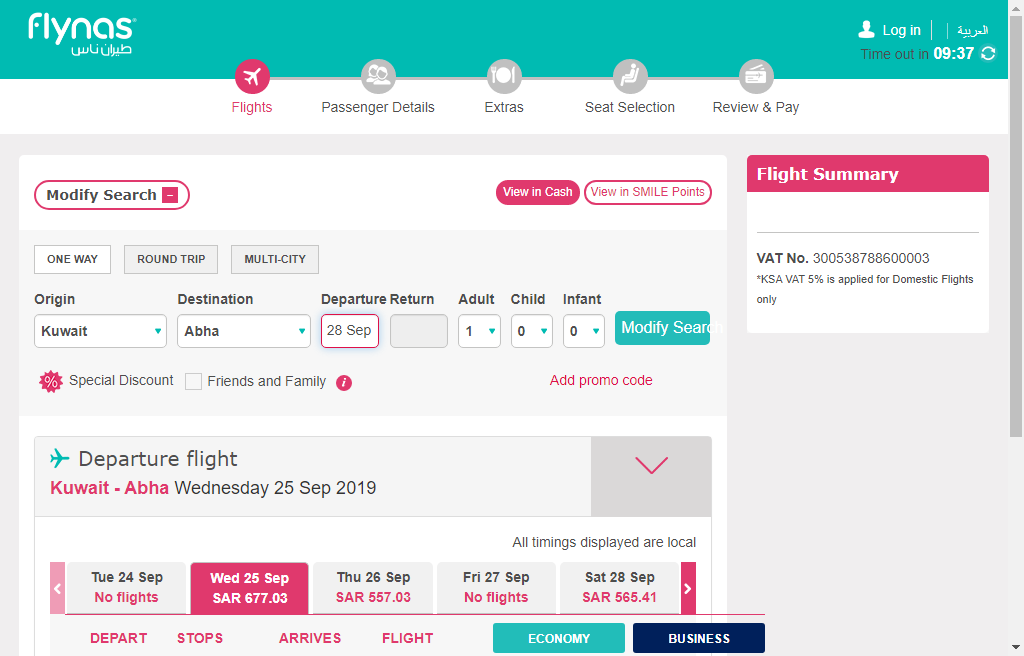 flynas
طيران ناس
Log in
العربية
Time out in 09:37
Flights
Passenger Details
Extras
Seat Selection
Review & Pay
Modify Search
View in Cash
View in SMILE Points
Flight Summary
VAT No. 300538788600003
*KSA VAT 5% is applied for Domestic Flights
only
ONE WAY
ROUND TRIP
MULTI-CITY
Origin
Destination
Departure
Return
Adult
Child
Infant
Kuwait
Abha
28 Sep
1
0
0
Modify Search
Special Discount
Friends and Family
i
Add promo code
Departure flight
Kuwait - Abha Wednesday 25 Sep 2019
All timings displayed are local
Tue 24 Sep
No flights
Wed 25 Sep
SAR 677.03
Thu 26 Sep
SAR 557.03
Fri 27 Sep
No flights
Sat 28 Sep
SAR 565.41
DEPART
STOPS
ARRIVES
FLIGHT
ECONOMY
BUSINESS